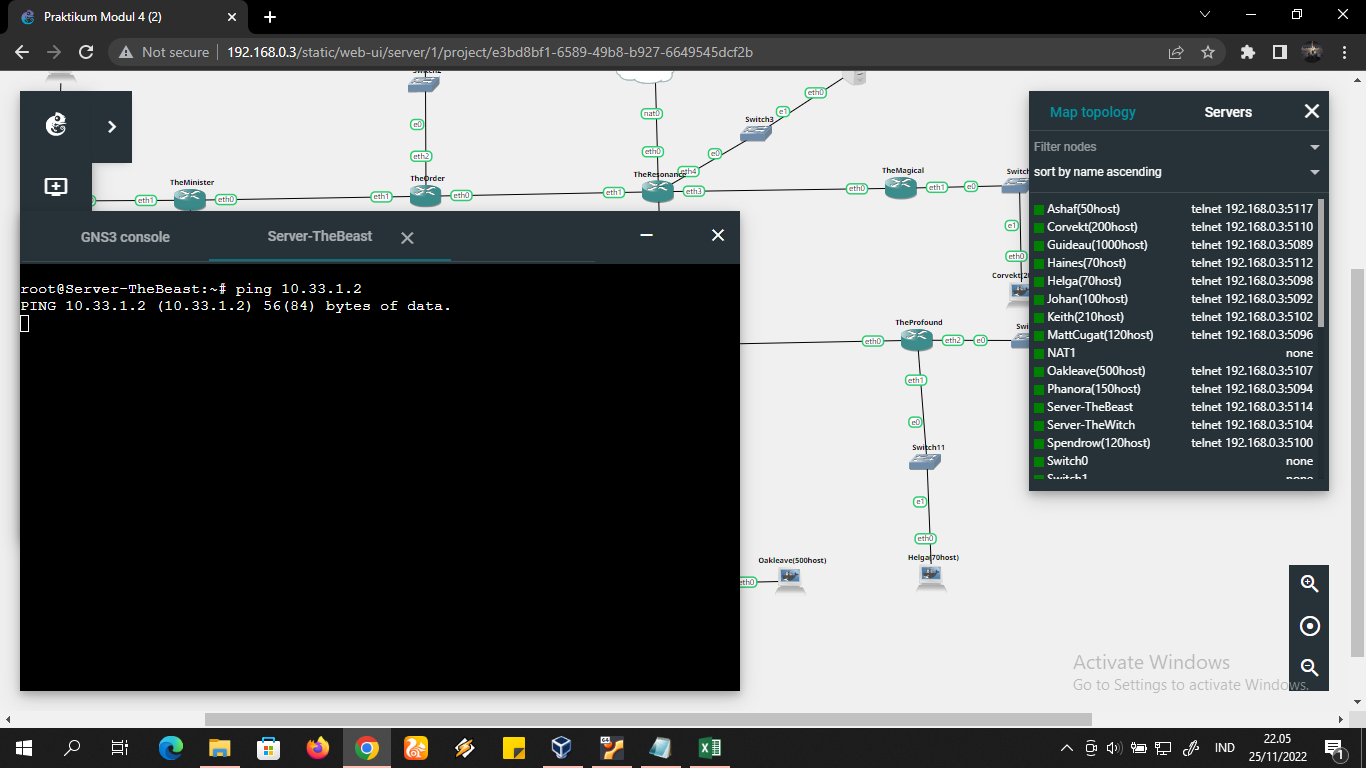 Praktikum Modul 4 (2)
Not secure
192.168.0.3/static/web-ui/server/1/project/e3bd8bf1-6589-49b8-b927-6649545dcf2b
Switch2
eth0
e1
nat0
Switch3
e0
eth0
e0
eth2
eth4
TheMinister
TheOrder
TheResonance
TheMagical
Switch
eth1
eth0
eth1
eth0
eth1
eth3
eth0
eth1
e0
e1
eth0
Corvekt(20
Map topology
Servers
Filter nodes
sort by name ascending
Ashaf(50host) telnet 192.168.0.3:5117
Corvekt(200host) telnet 192.168.0.3:5110
Guideau(1000host) telnet 192.168.0.3:5089
Haines(70host) telnet 192.168.0.3:5112
Helga(70host) telnet 192.168.0.3:5098
Johan(100host) telnet 192.168.0.3:5092
Keith(210host) telnet 192.168.0.3:5102
MattCugat(120host) telnet 192.168.0.3:5096
NAT1 none
Oakleave(500host) telnet 192.168.0.3:5107
Phanora(150host) telnet 192.168.0.3:5094
Server-TheBeast telnet 192.168.0.3:5114
Server-TheWitch telnet 192.168.0.3:5104
Spendrow(120host) telnet 192.168.0.3:5100
Switch0 none
Switch1 none
GNS3 console
Server-TheBeast
root@Server-TheBeast:~# ping 10.33.1.2
PING 10.33.1.2 (10.33.1.2) 56(84) bytes of data.
TheProfound
Swi
eth0
eth2
e0
eth1
e0
Switch11
e1
eth0
Oakleave(500host)
Helga(70host)
eth0
Activate Windows
Go to Settings to activate Windows.
IND
22.05
25/11/2022
1